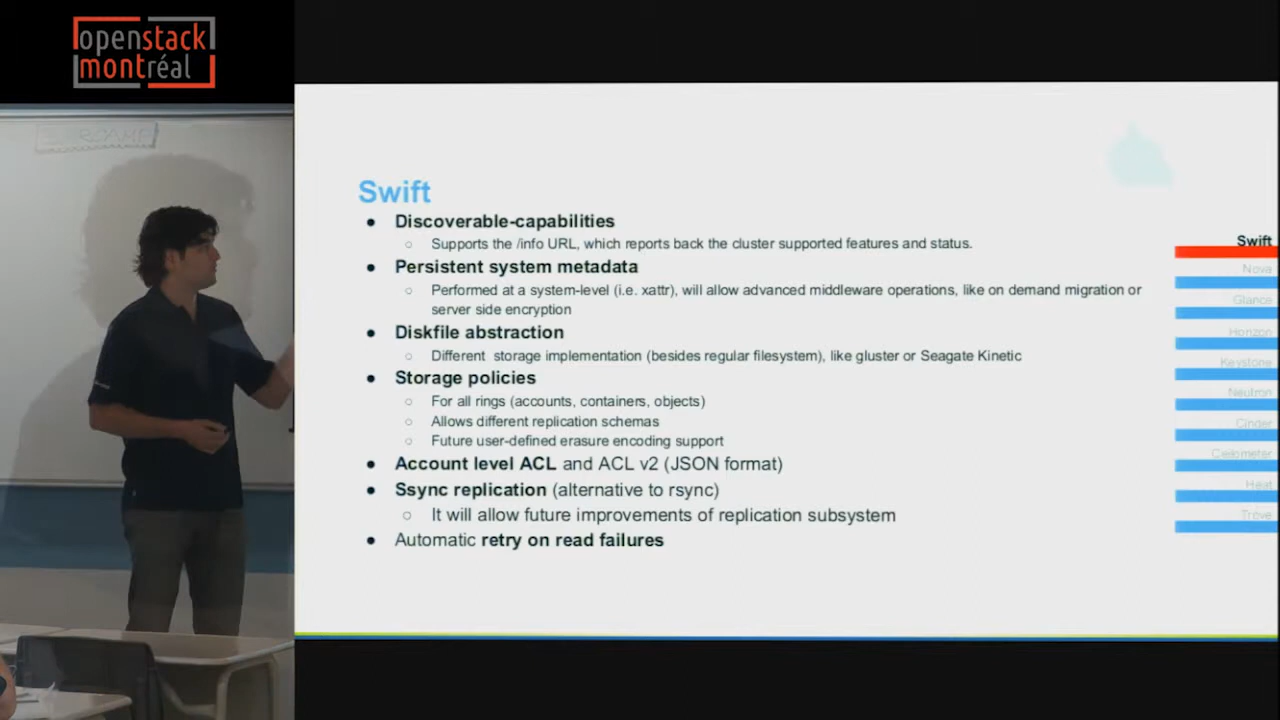 openstack
montréal
Swift
Discoverable-capabilities
Supports the /info URL, which reports back the cluster supported features and status.
Persistent system metadata
Performed at a system-level (i.e. xattr), will allow advanced middleware operations, like on demand migration or
server side encryption
Diskfile abstraction
Different storage implementation (besides regular filesystem), like gluster or Seagate Kinetic
Storage policies
For all rings (accounts, containers, objects)
Allows different replication schemas
Future user-defined erasure encoding support
Account level ACL and ACL v2 (JSON format)
Ssync replication (alternative to rsync)
It will allow future improvements of replication subsystem
Automatic retry on read failures
Swift
Nova
Glance
Horizon
Keystone
Neutron
Cinder
Ceilometer
Heat
Trove